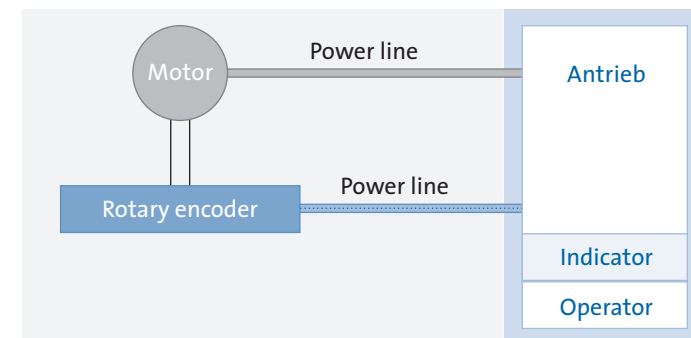 Power line
Motor
Antrieb
Power line
Rotary encoder
Indicator
Operator